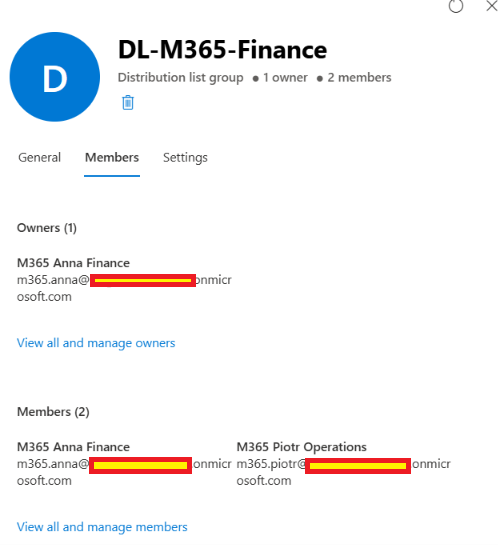 DL-M365-Finance
D
Distribution list group ● 1 owner ● 2 members
General Members Settings
Owners (1)
M365 Anna Finance
m365.anna@ onmicr
osoft.com
View all and manage owners
Members (2)
M365 Anna Finance M365 Piotr Operations
m365.anna@ onmicr m365.piotr@ onmicr
osoft.com osoft.com
View all and manage members